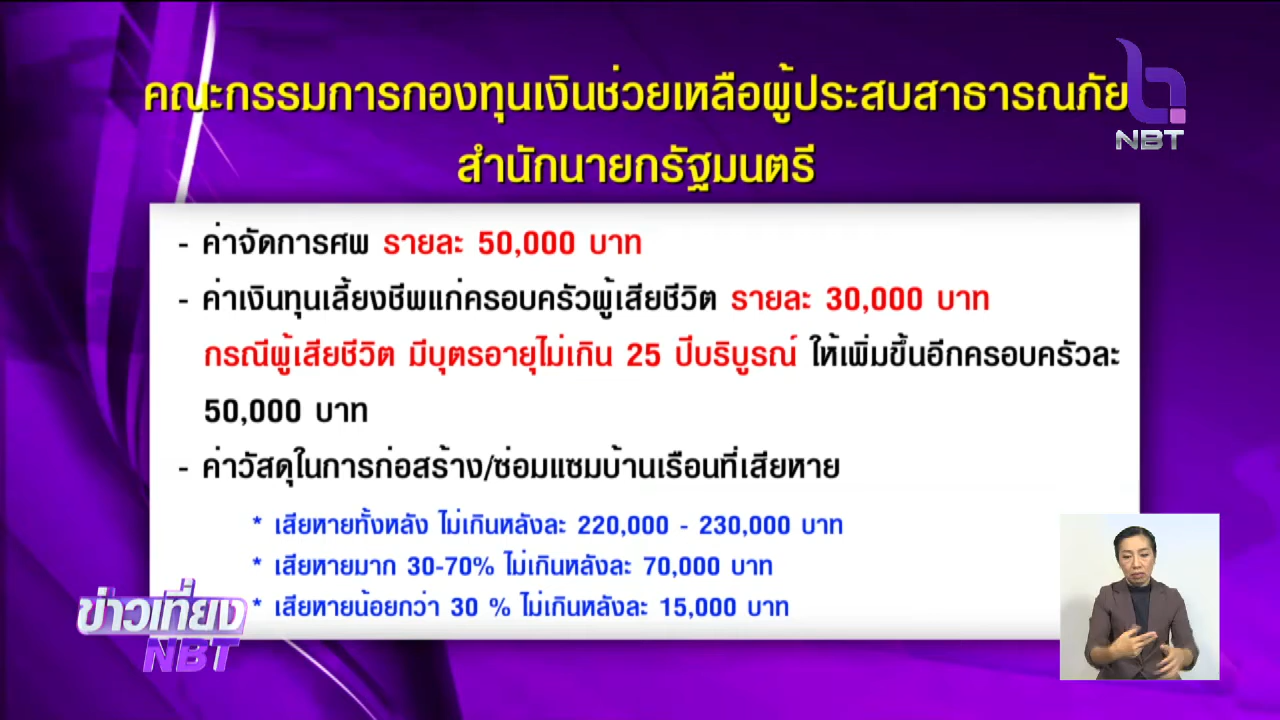 คณะกรรมการกองทุนเงินช่วยเหลือผู้ประสบสาธารณภัย
สำนักนายกรัฐมนตรี
NBT
- ค่าจัดการศพ รายละ 50,000 บาท
- ค่าเงินทุนเลี้ยงชีพแก่ครอบครัวผู้เสียชีวิต รายละ 30,000 บาท
กรณีผู้เสียชีวิต มีบุตรอายุไม่เกิน 25 ปีบริบูรณ์ ให้เพิ่มขึ้นอีกครอบครัวละ
50,000 บาท
- ค่าวัสดุในการก่อสร้าง/ซ่อมแซมบ้านเรือนที่เสียหาย
* เสียหายทั้งหลัง ไม่เกินหลังละ 220,000 - 230,000 บาท
* เสียหายมาก 30-70% ไม่เกินหลังละ 70,000 บาท
* เสียหายน้อยกว่า 30 % ไม่เกินหลังละ 15,000 บาท
ข่าวเที่ยง
NBT